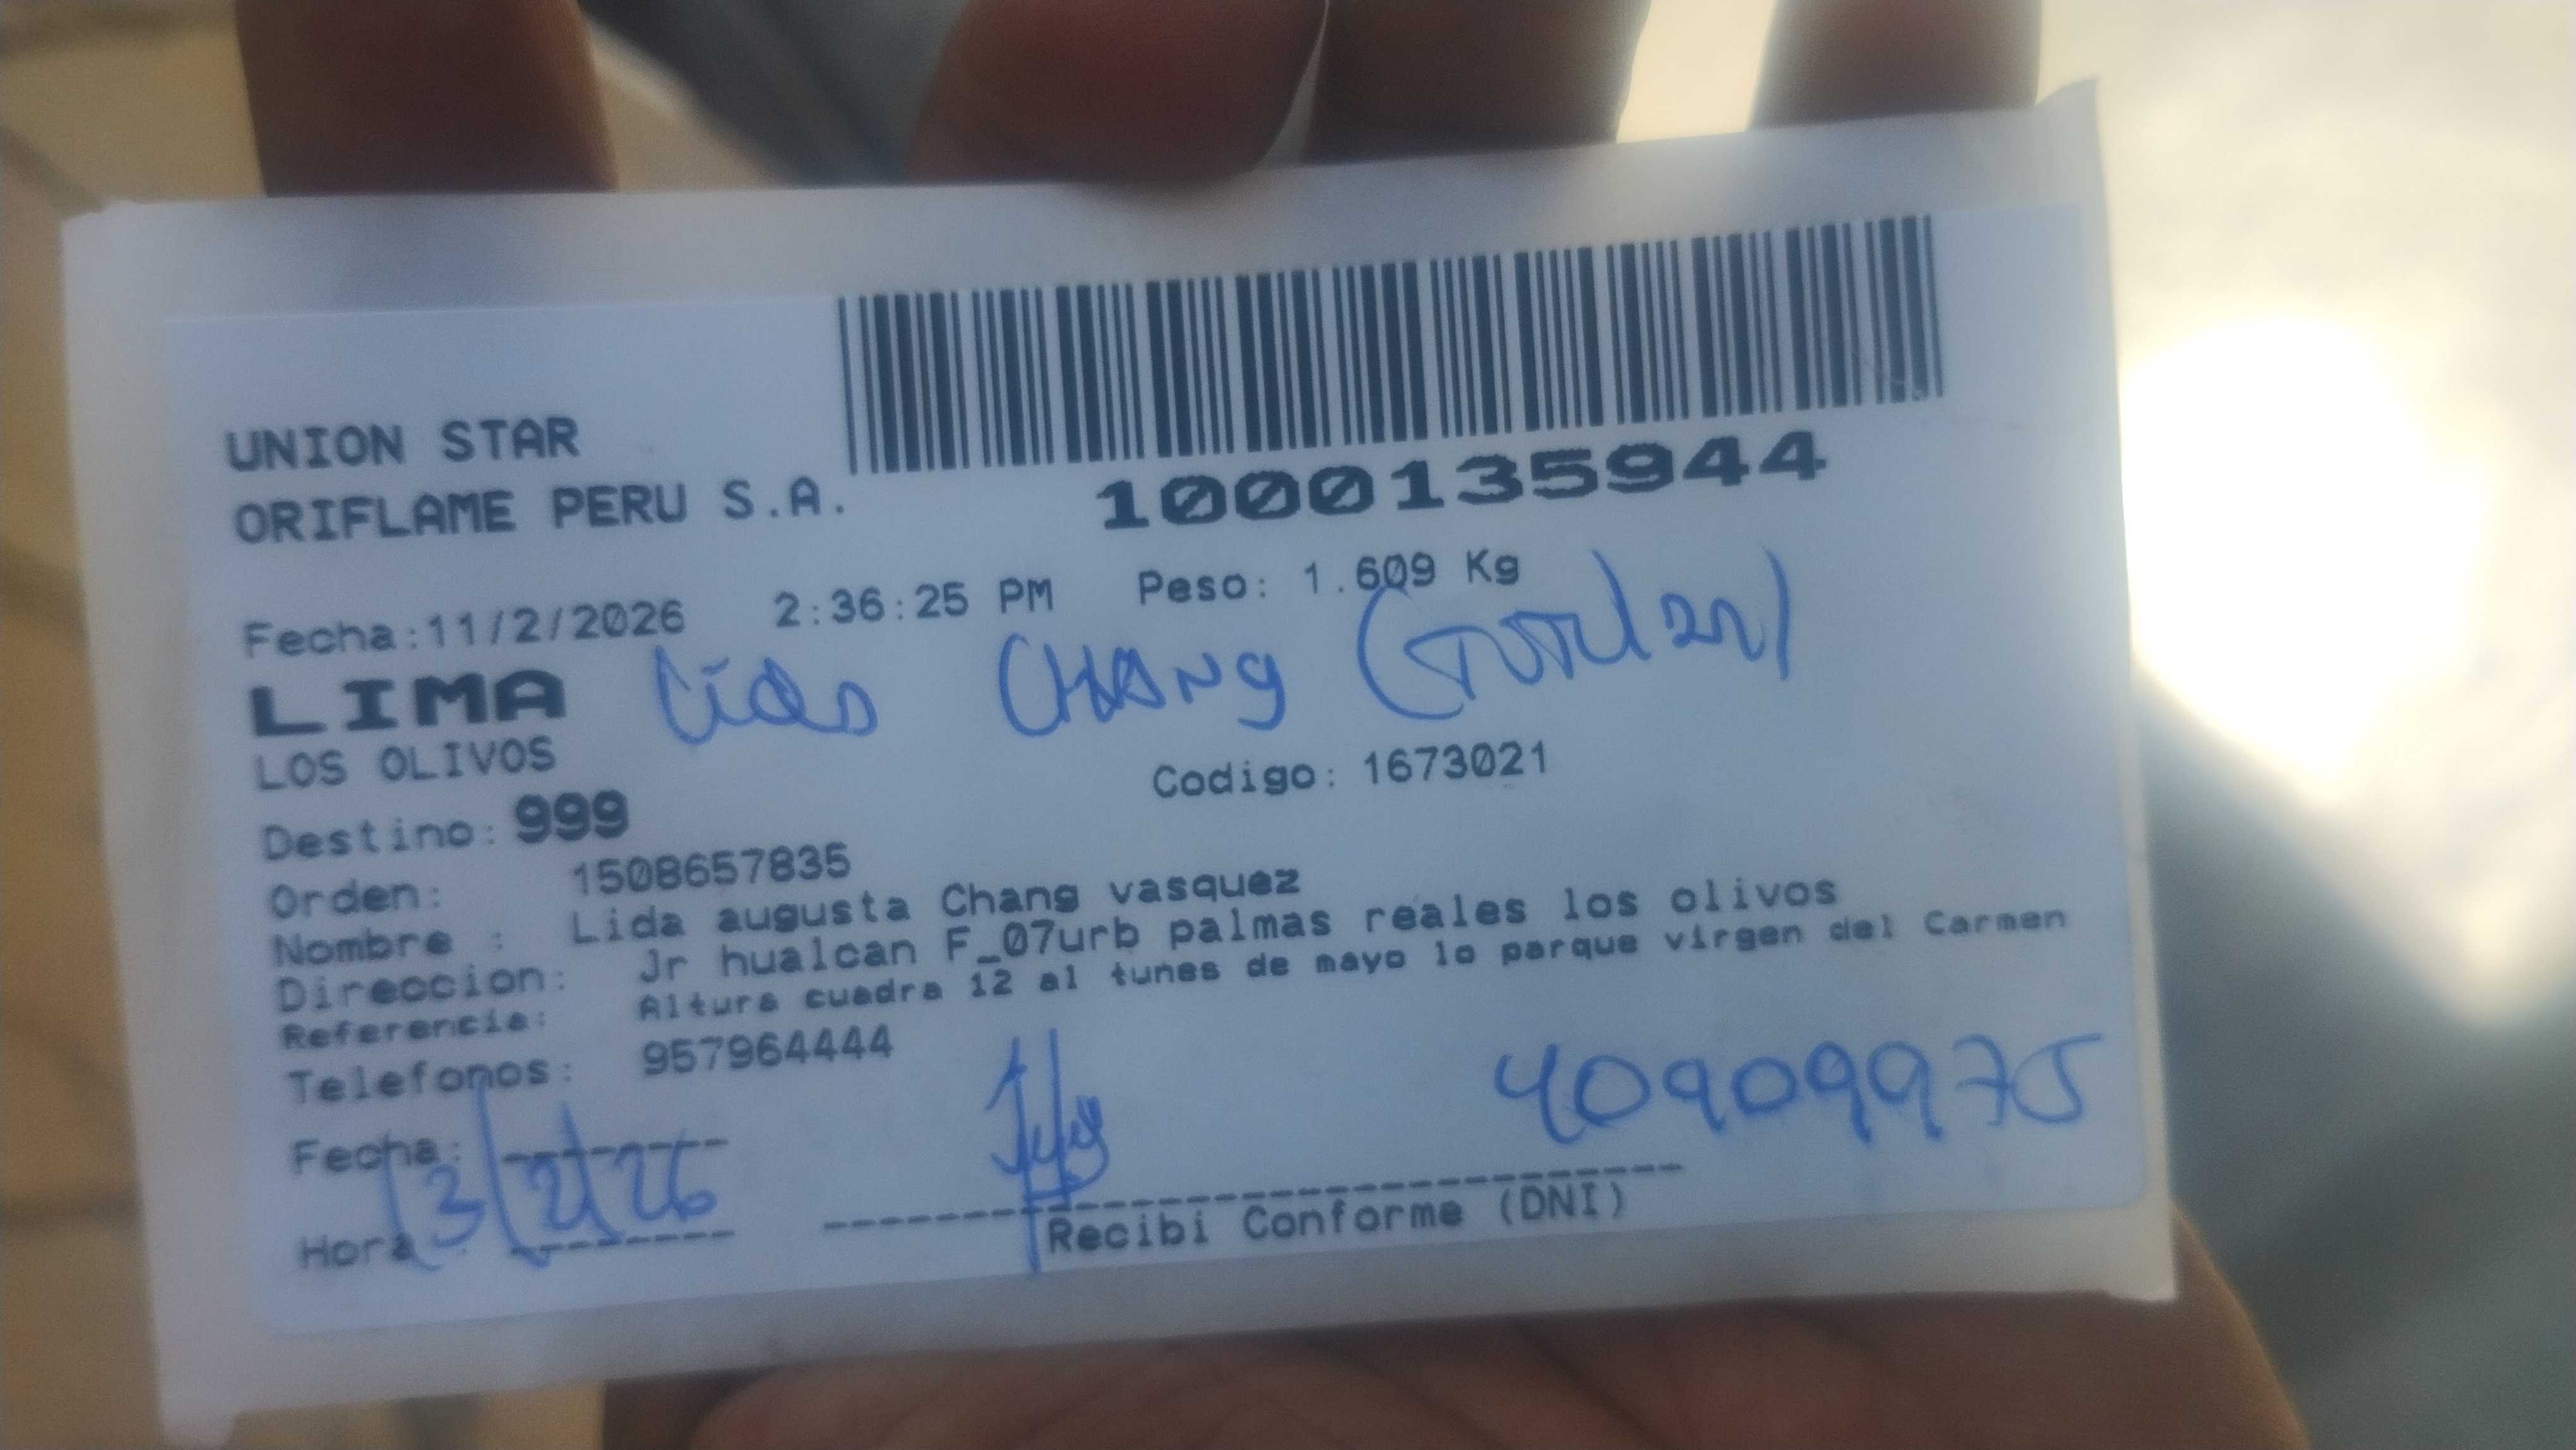 UNION STAR
ORIFLAME PERU S.A.
1000135944
Fecha:11/2/2026 2:36:25 PM Peso: 1.609 Kg
LIMA Lida CHANG (TITULAR)
LOS OLIVOS
Codigo: 1673021
Destino: 999
Orden: 1508657835
Nombre : Lida augusta Chang vasquez
Direccion: Jr hualcan F_07urb palmas reales los olivos
Referencia: Altura cuadra 12 al tunes de mayo lo parque virgen del Carmen
Telefonos: 957964444
Fecha: 13/2/26
40909975
Hora
Recibi Conforme (DNI)